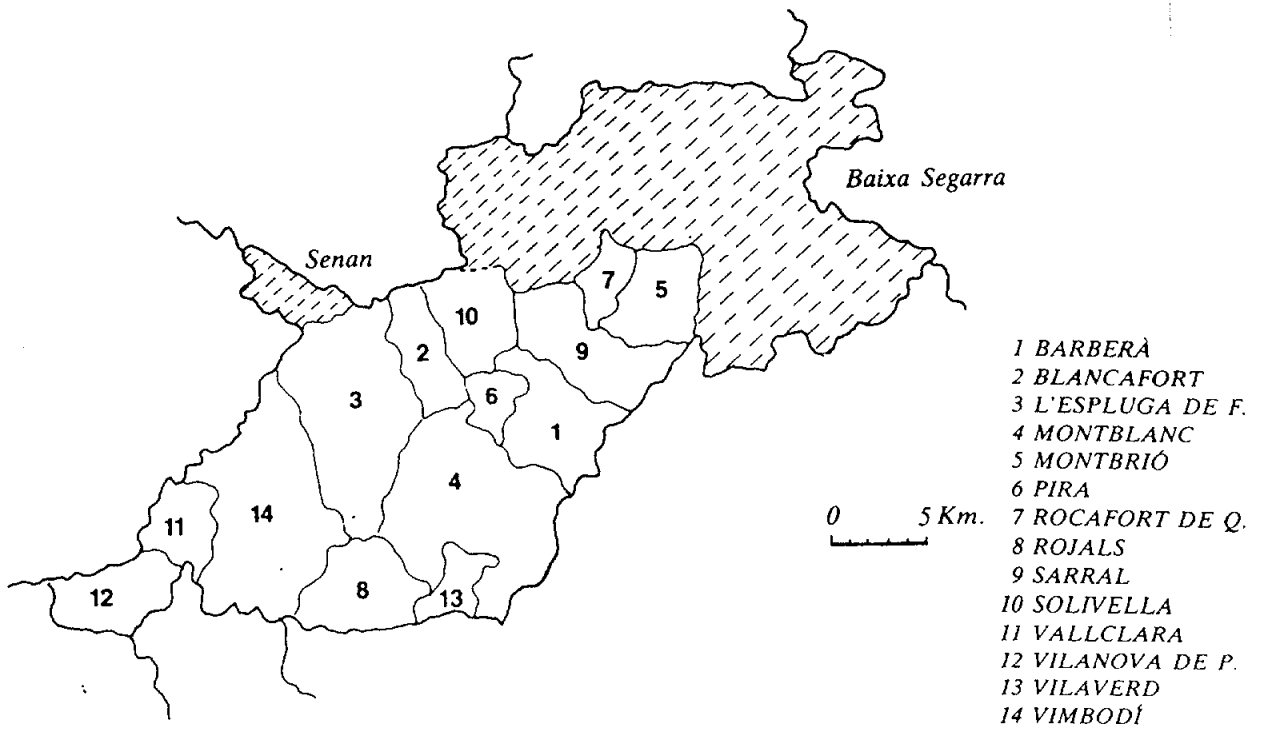 Baixa Segarra
Senan
7
5
10
9
2
6
3
1
4
14
11
8
12
13
0 5 Km.
1 BARBERÀ
2 BLANCAFORT
3 L'ESPLUGA DE F.
4 MONTBLANC
5 MONTBRIÓ
6 PIRA
7 ROCAFORT DE Q.
8 ROJALS
9 SARRAL
10 SOLIVELLA
11 VALLCLARA
12 VILANOVA DE P.
13 VILAVERD
14 VIMBODÍ